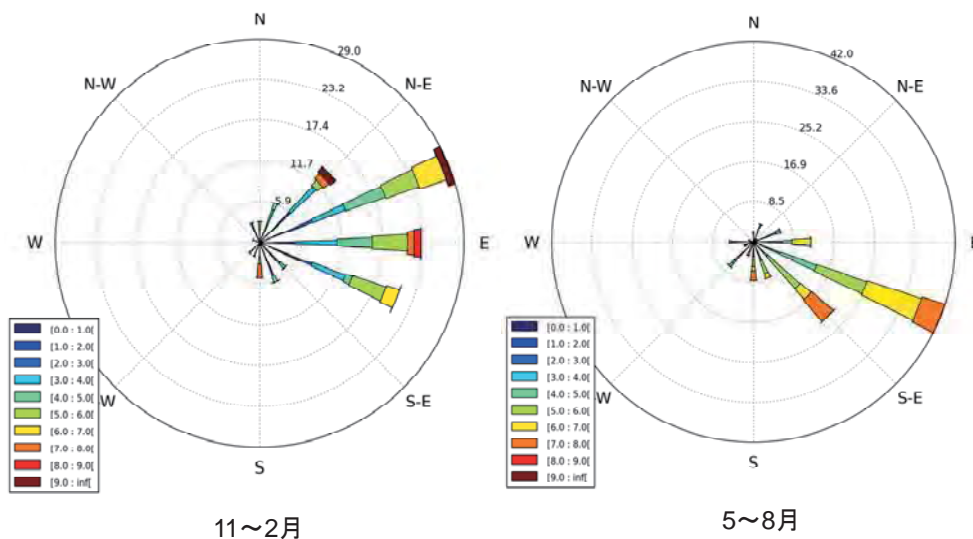 N
N-E
E
S-E
S
W
W
N-W
29.0
23.2
17.4
11.7
5.9
[0.0 : 1.0[
[1.0 : 2.0[
[2.0 : 3.0[
[3.0 : 4.0[
[4.0 : 5.0[
[5.0 : 6.0[
[6.0 : 7.0[
[7.0 : 8.0[
[8.0 : 9.0[
[9.0 : inf[
11～2月
N
N-E
E
S-E
S
W
W
N-W
42.0
33.6
25.2
16.9
8.5
[0.0 : 1.0[
[1.0 : 2.0[
[2.0 : 3.0[
[3.0 : 4.0[
[4.0 : 5.0[
[5.0 : 6.0[
[6.0 : 7.0[
[7.0 : 8.0[
[8.0 : 9.0[
[9.0 : inf[
5～8月